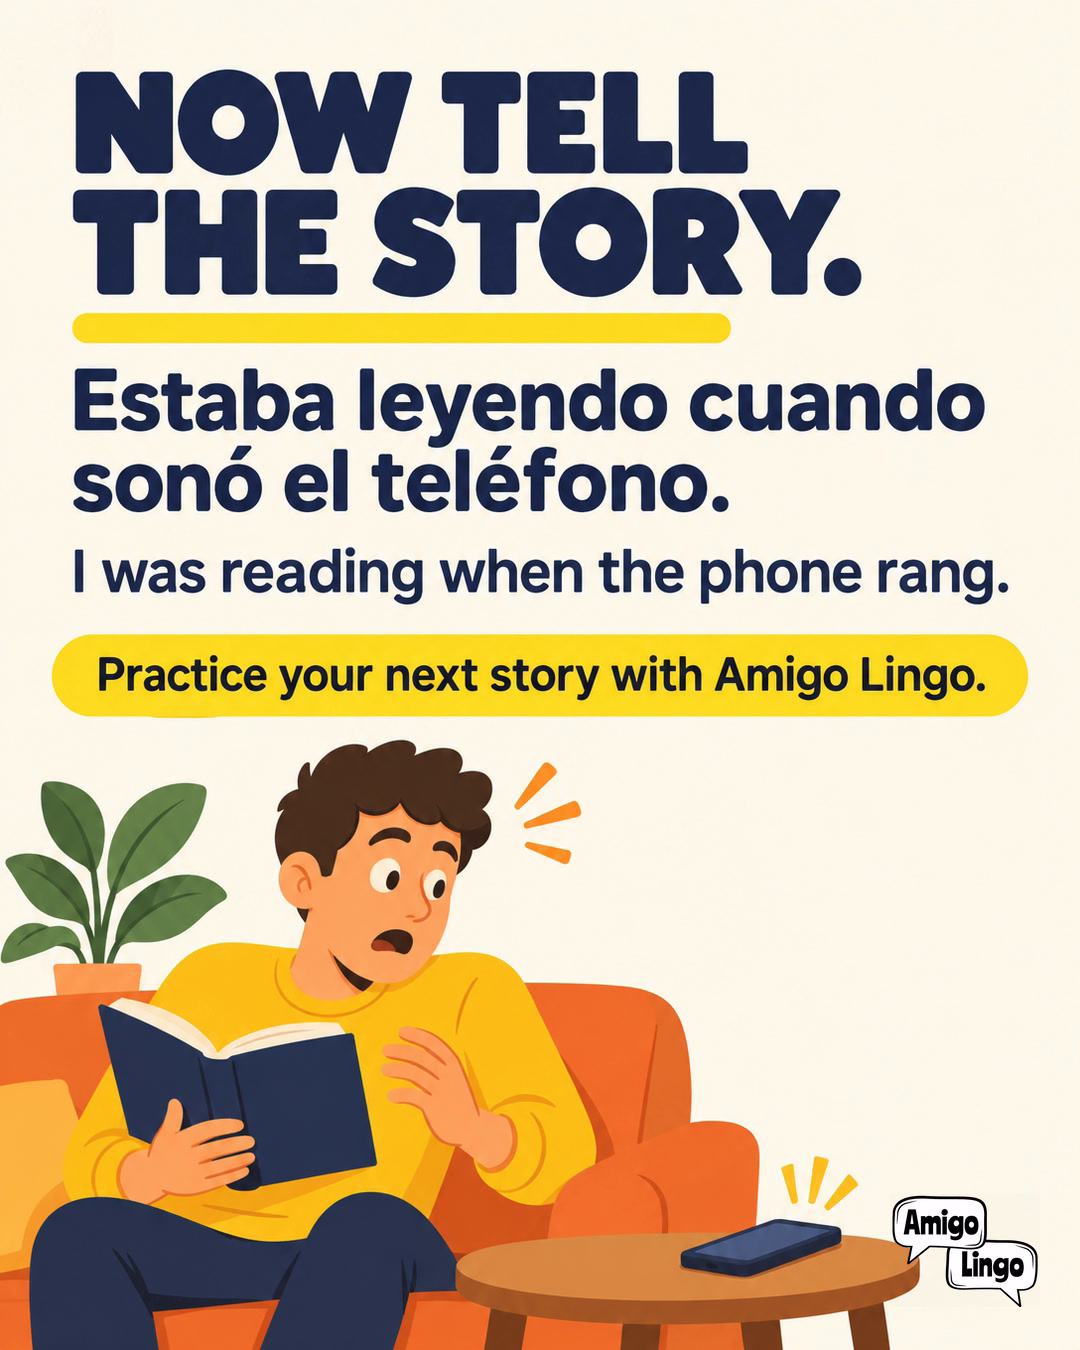 NOW TELL
THE STORY.
Estaba leyendo cuando
sonó el teléfono.
I was reading when the phone rang.
Practice your next story with Amigo Lingo.
Amigo
Lingo